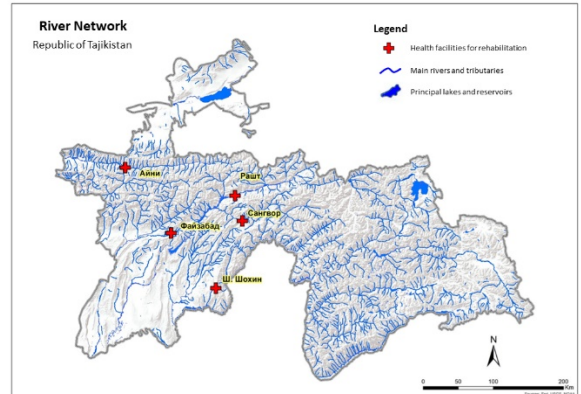 River Network
Republic of Tajikistan
Legend
Health facilities for rehabilitation
Main rivers and tributaries
Principal lakes and reservoirs
Айни
Рашт
Сангвор
Файзабад
Ш. Шохин
N
0 50 100 200
Km